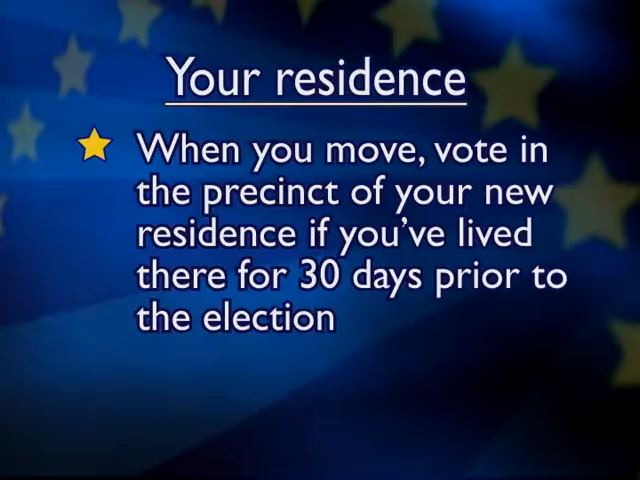 Your residence
When you move, vote in
the precinct of your new
residence if you've lived
there for 30 days prior to
the election